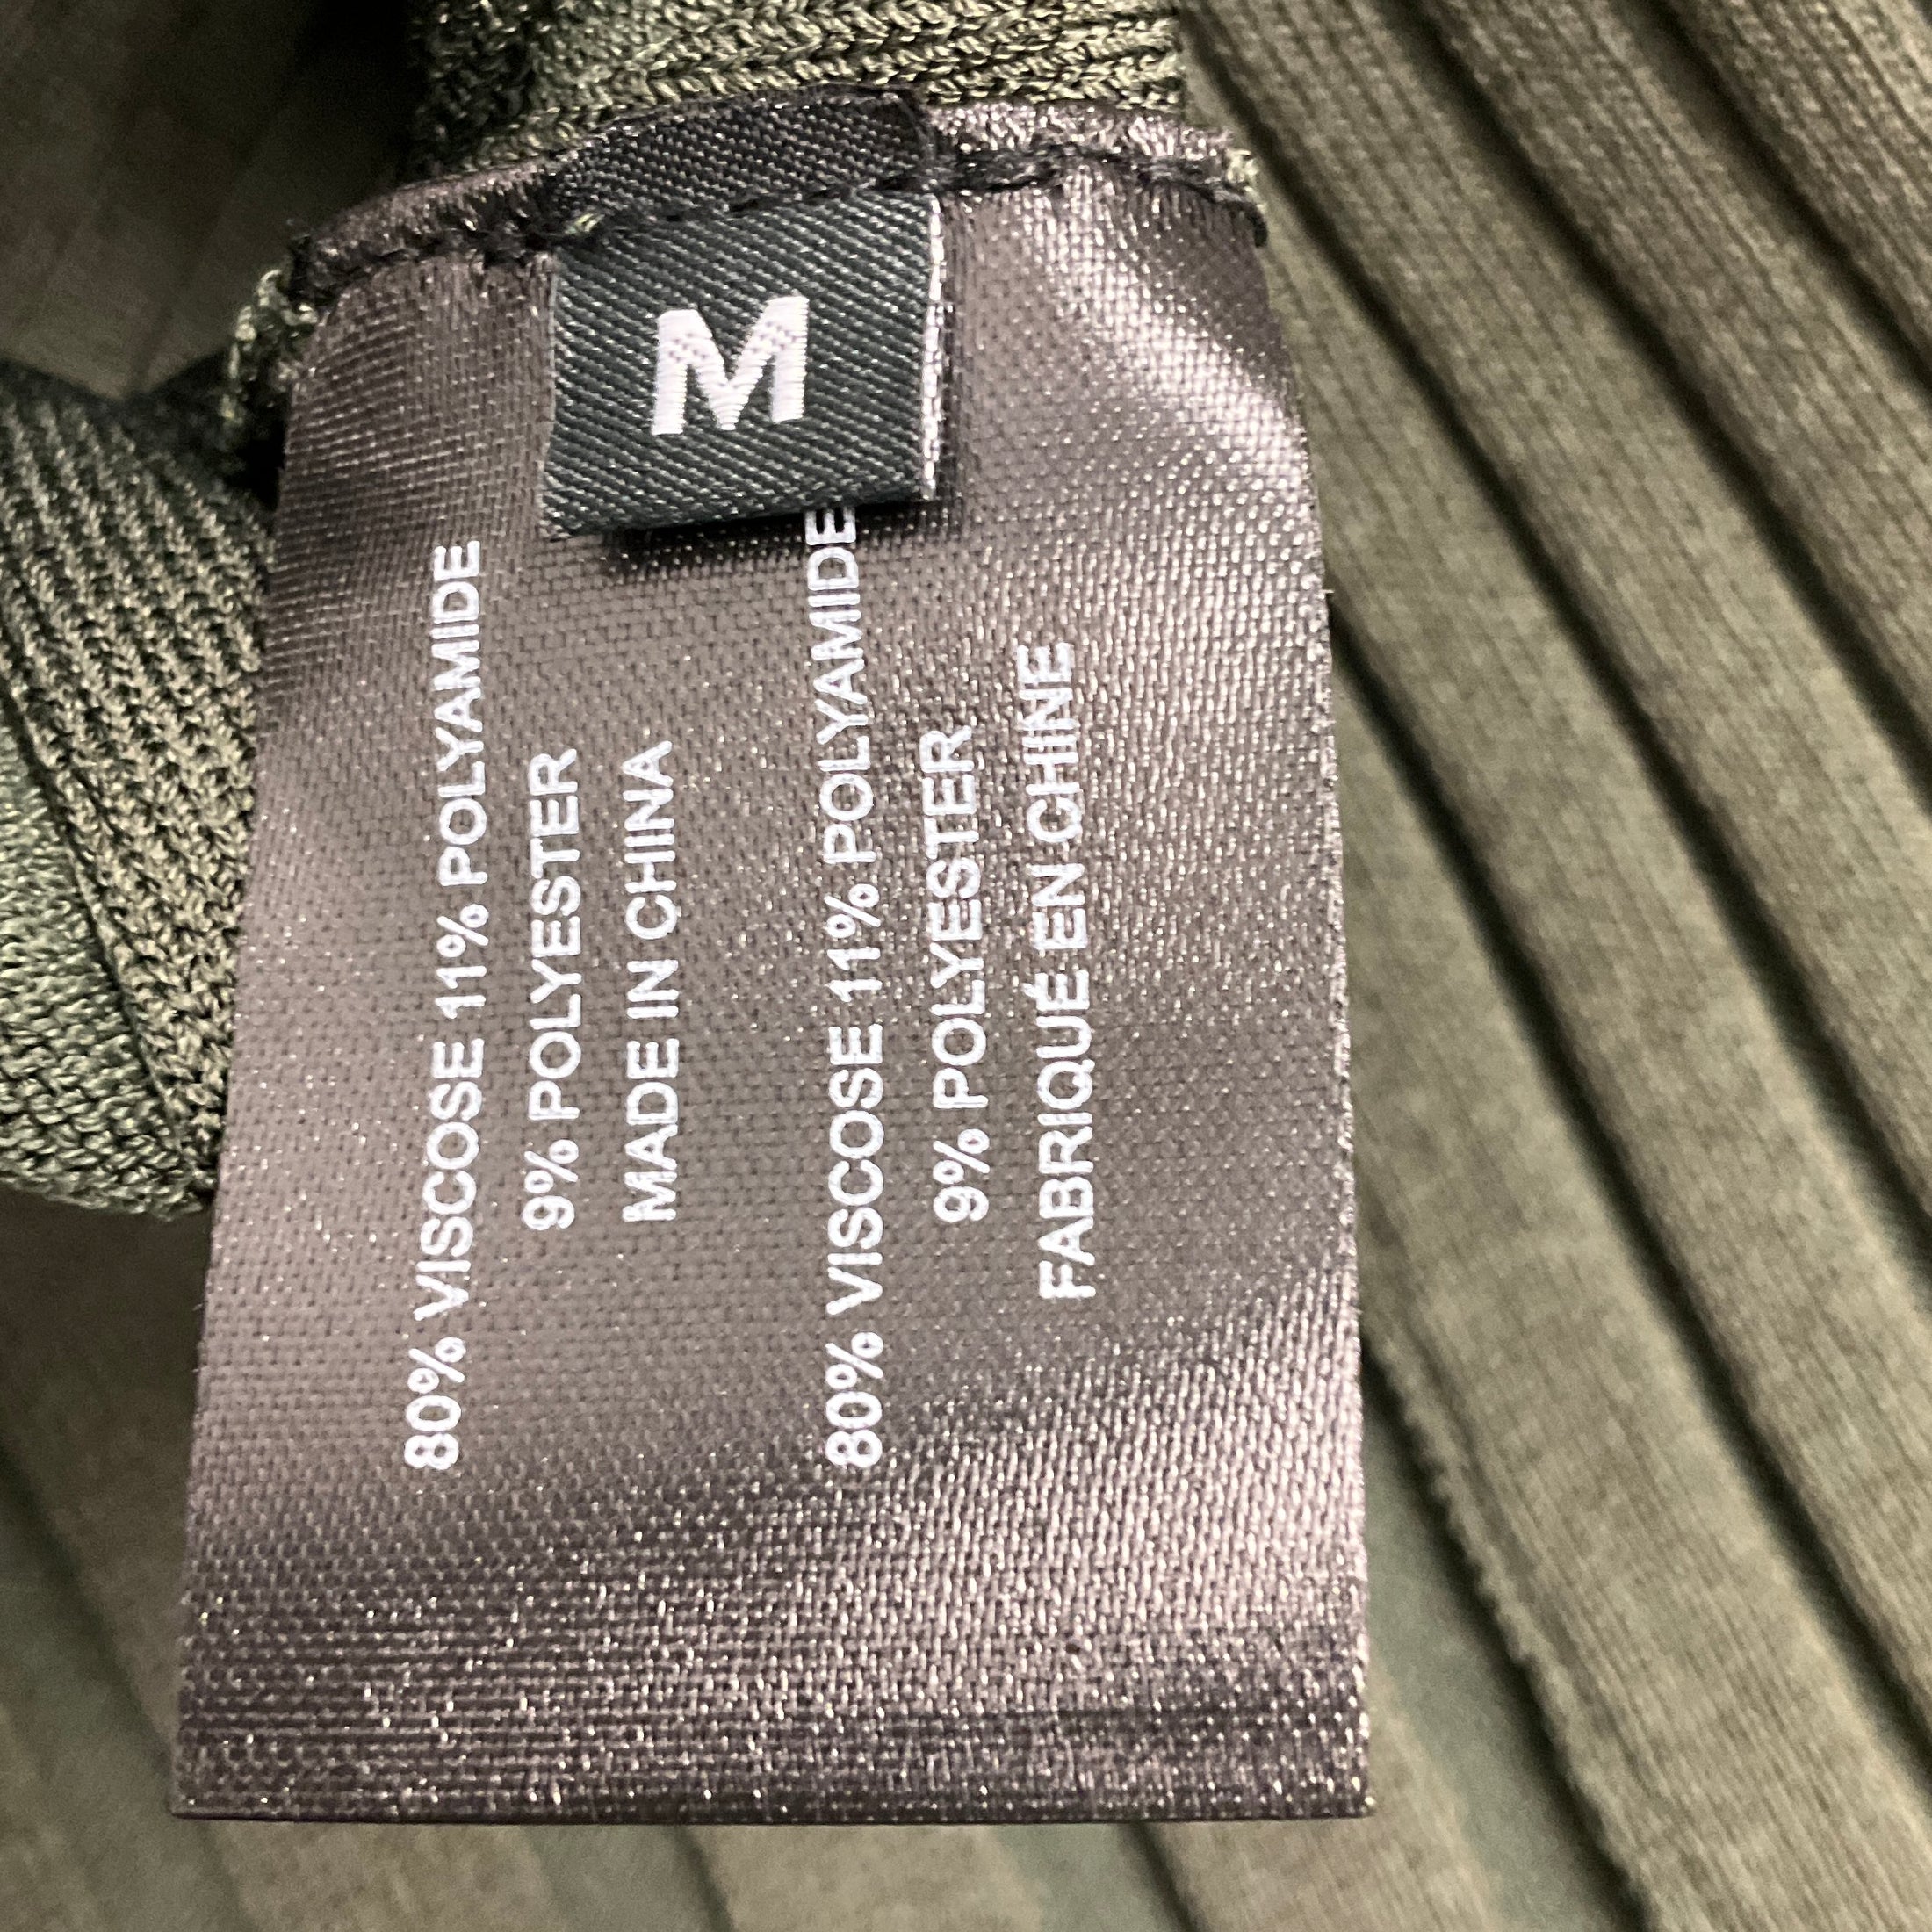 M
80% VISCOSE 11% POLYAMIDE
9% POLYESTER
MADE IN CHINA
80% VISCOSE 11% POLYAMIDE
9% POLYESTER
FABRIQUÉ EN CHINE